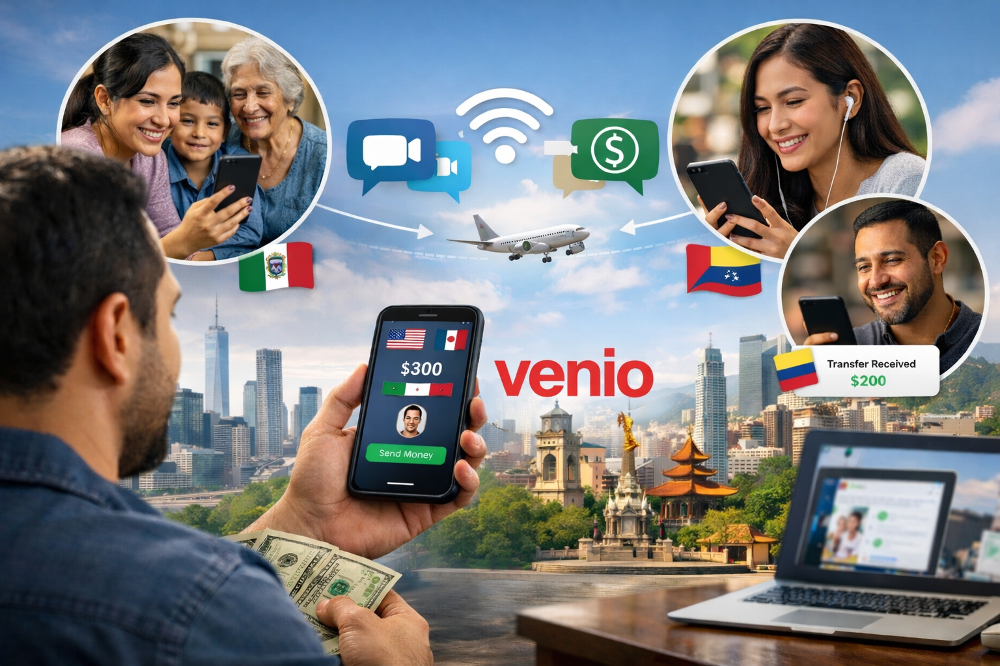 $
$300
Send Money
venio
Transfer Received
$200